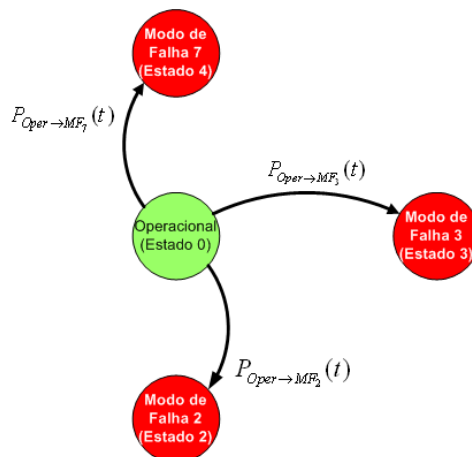 Modo de
Falha 7
(Estado 4)
P_{Oper→MF_7}(t)
P_{Oper→MF_3}(t)
Modo de
Falha 3
(Estado 3)
Operacional
(Estado 0)
P_{Oper→MF_2}(t)
Modo de
Falha 2
(Estado 2)